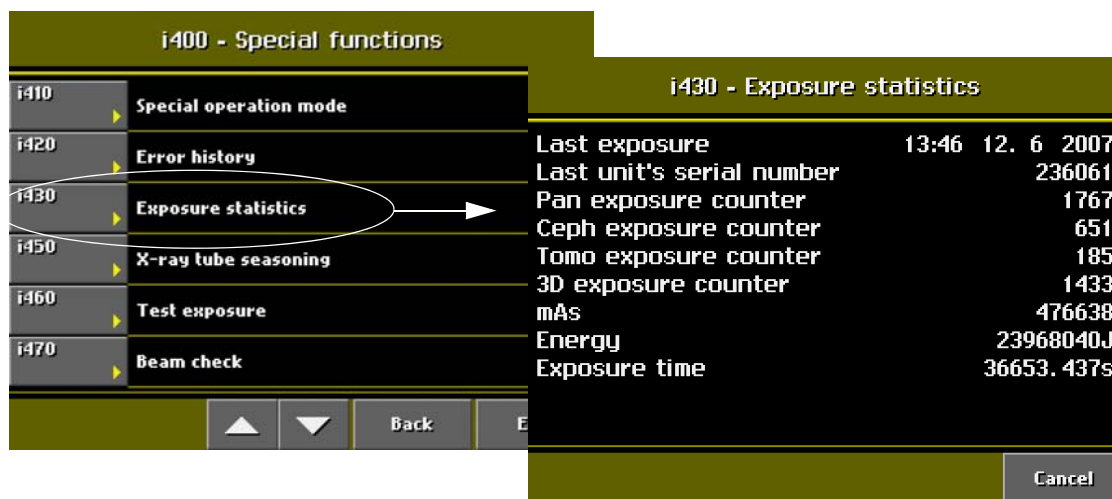 i400 - Special functions
i410
Special operation mode
i420
Error history
i430
Exposure statistics
i450
X-ray tube seasoning
i460
Test exposure
i470
Beam check
Back
i430 - Exposure statistics
Last exposure 13:46 12. 6 2007
Last unit's serial number 236061
Pan exposure counter 1767
Ceph exposure counter 651
Tomo exposure counter 185
3D exposure counter 1433
mAs 476638
Energy 23968040J
Exposure time 36653.437s
Cancel